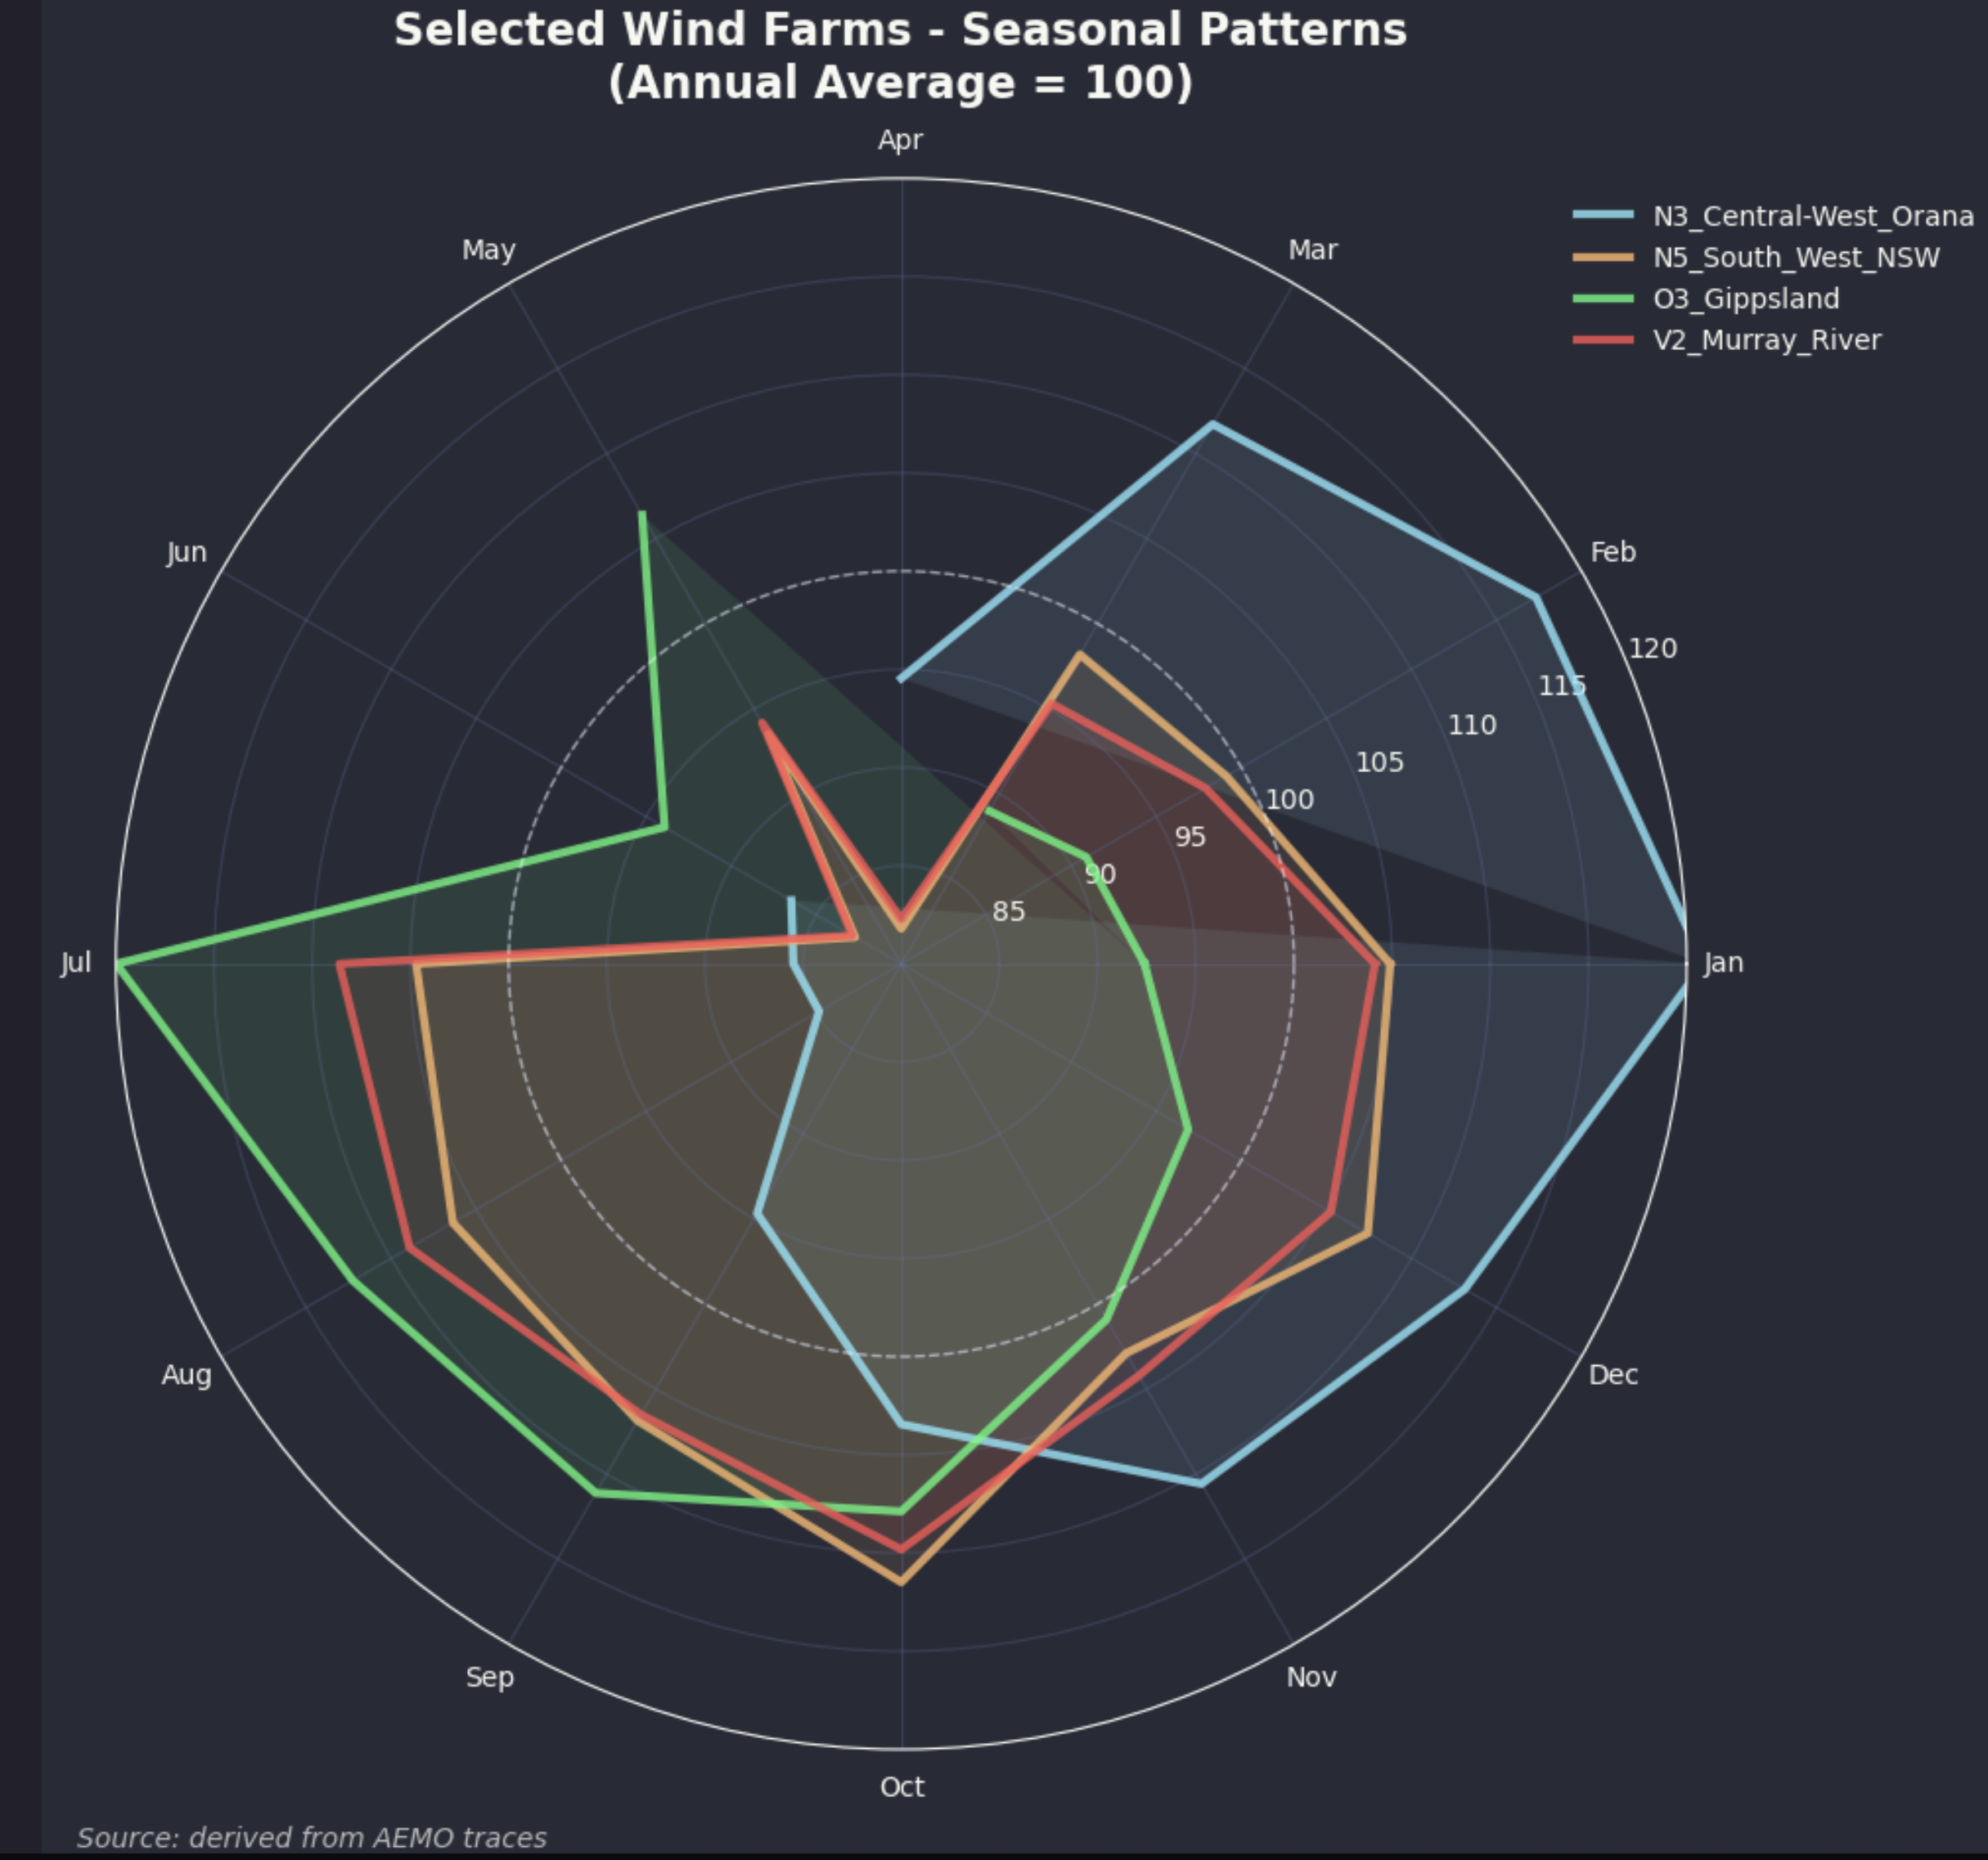 Selected Wind Farms - Seasonal Patterns
(Annual Average = 100)
Apr
May
Mar
N3_Central-West_Orana
N5_South_West_NSW
O3_Gippsland
V2_Murray_River
Jun
Feb
120
115
110
105
100
95
90
85
Jul
Jan
Aug
Dec
Sep
Nov
Oct
Source: derived from AEMO traces